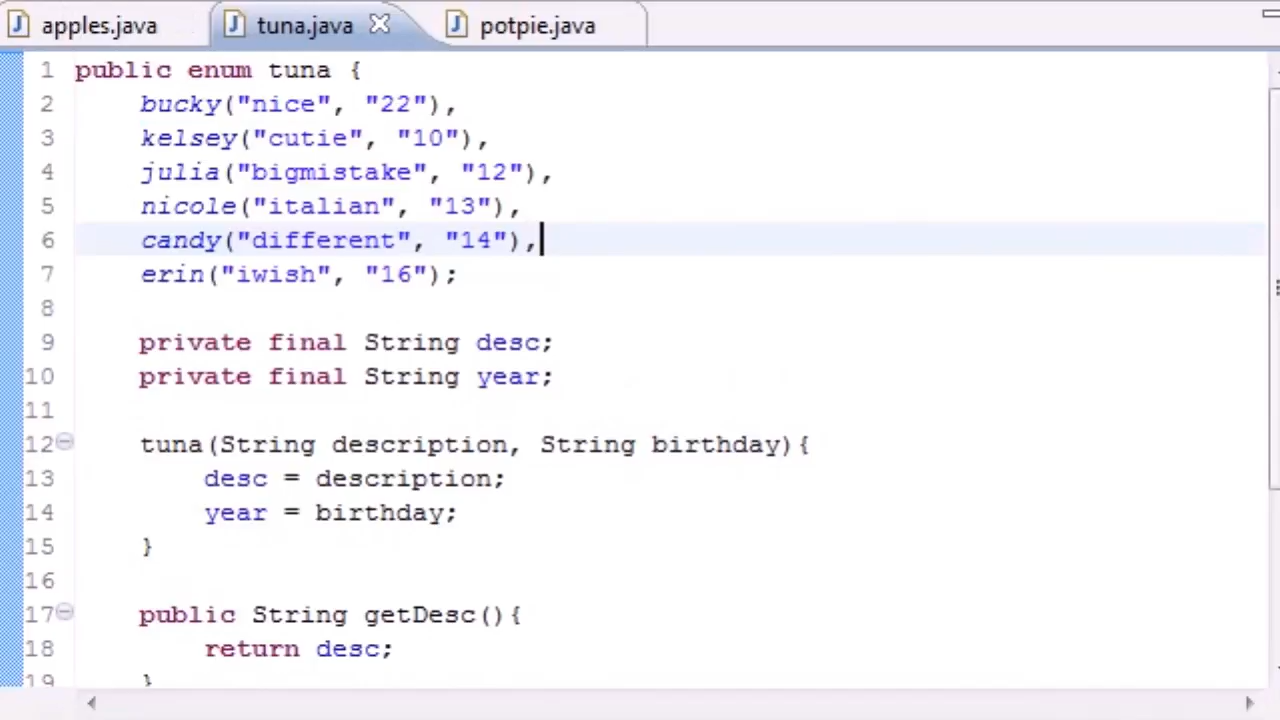 apples.java tuna.java potpie.java
1 public enum tuna {
2 bucky("nice", "22"),
3 kelsey("cutie", "10"),
4 julia("bigmistake", "12"),
5 nicole("italian", "13"),
6 candy("different", "14"),
7 erin("iwish", "16");
8
9 private final String desc;
10 private final String year;
11
12 tuna(String description, String birthday){
13 desc = description;
14 year = birthday;
15 }
16
17 public String getDesc(){
18 return desc;
19 }